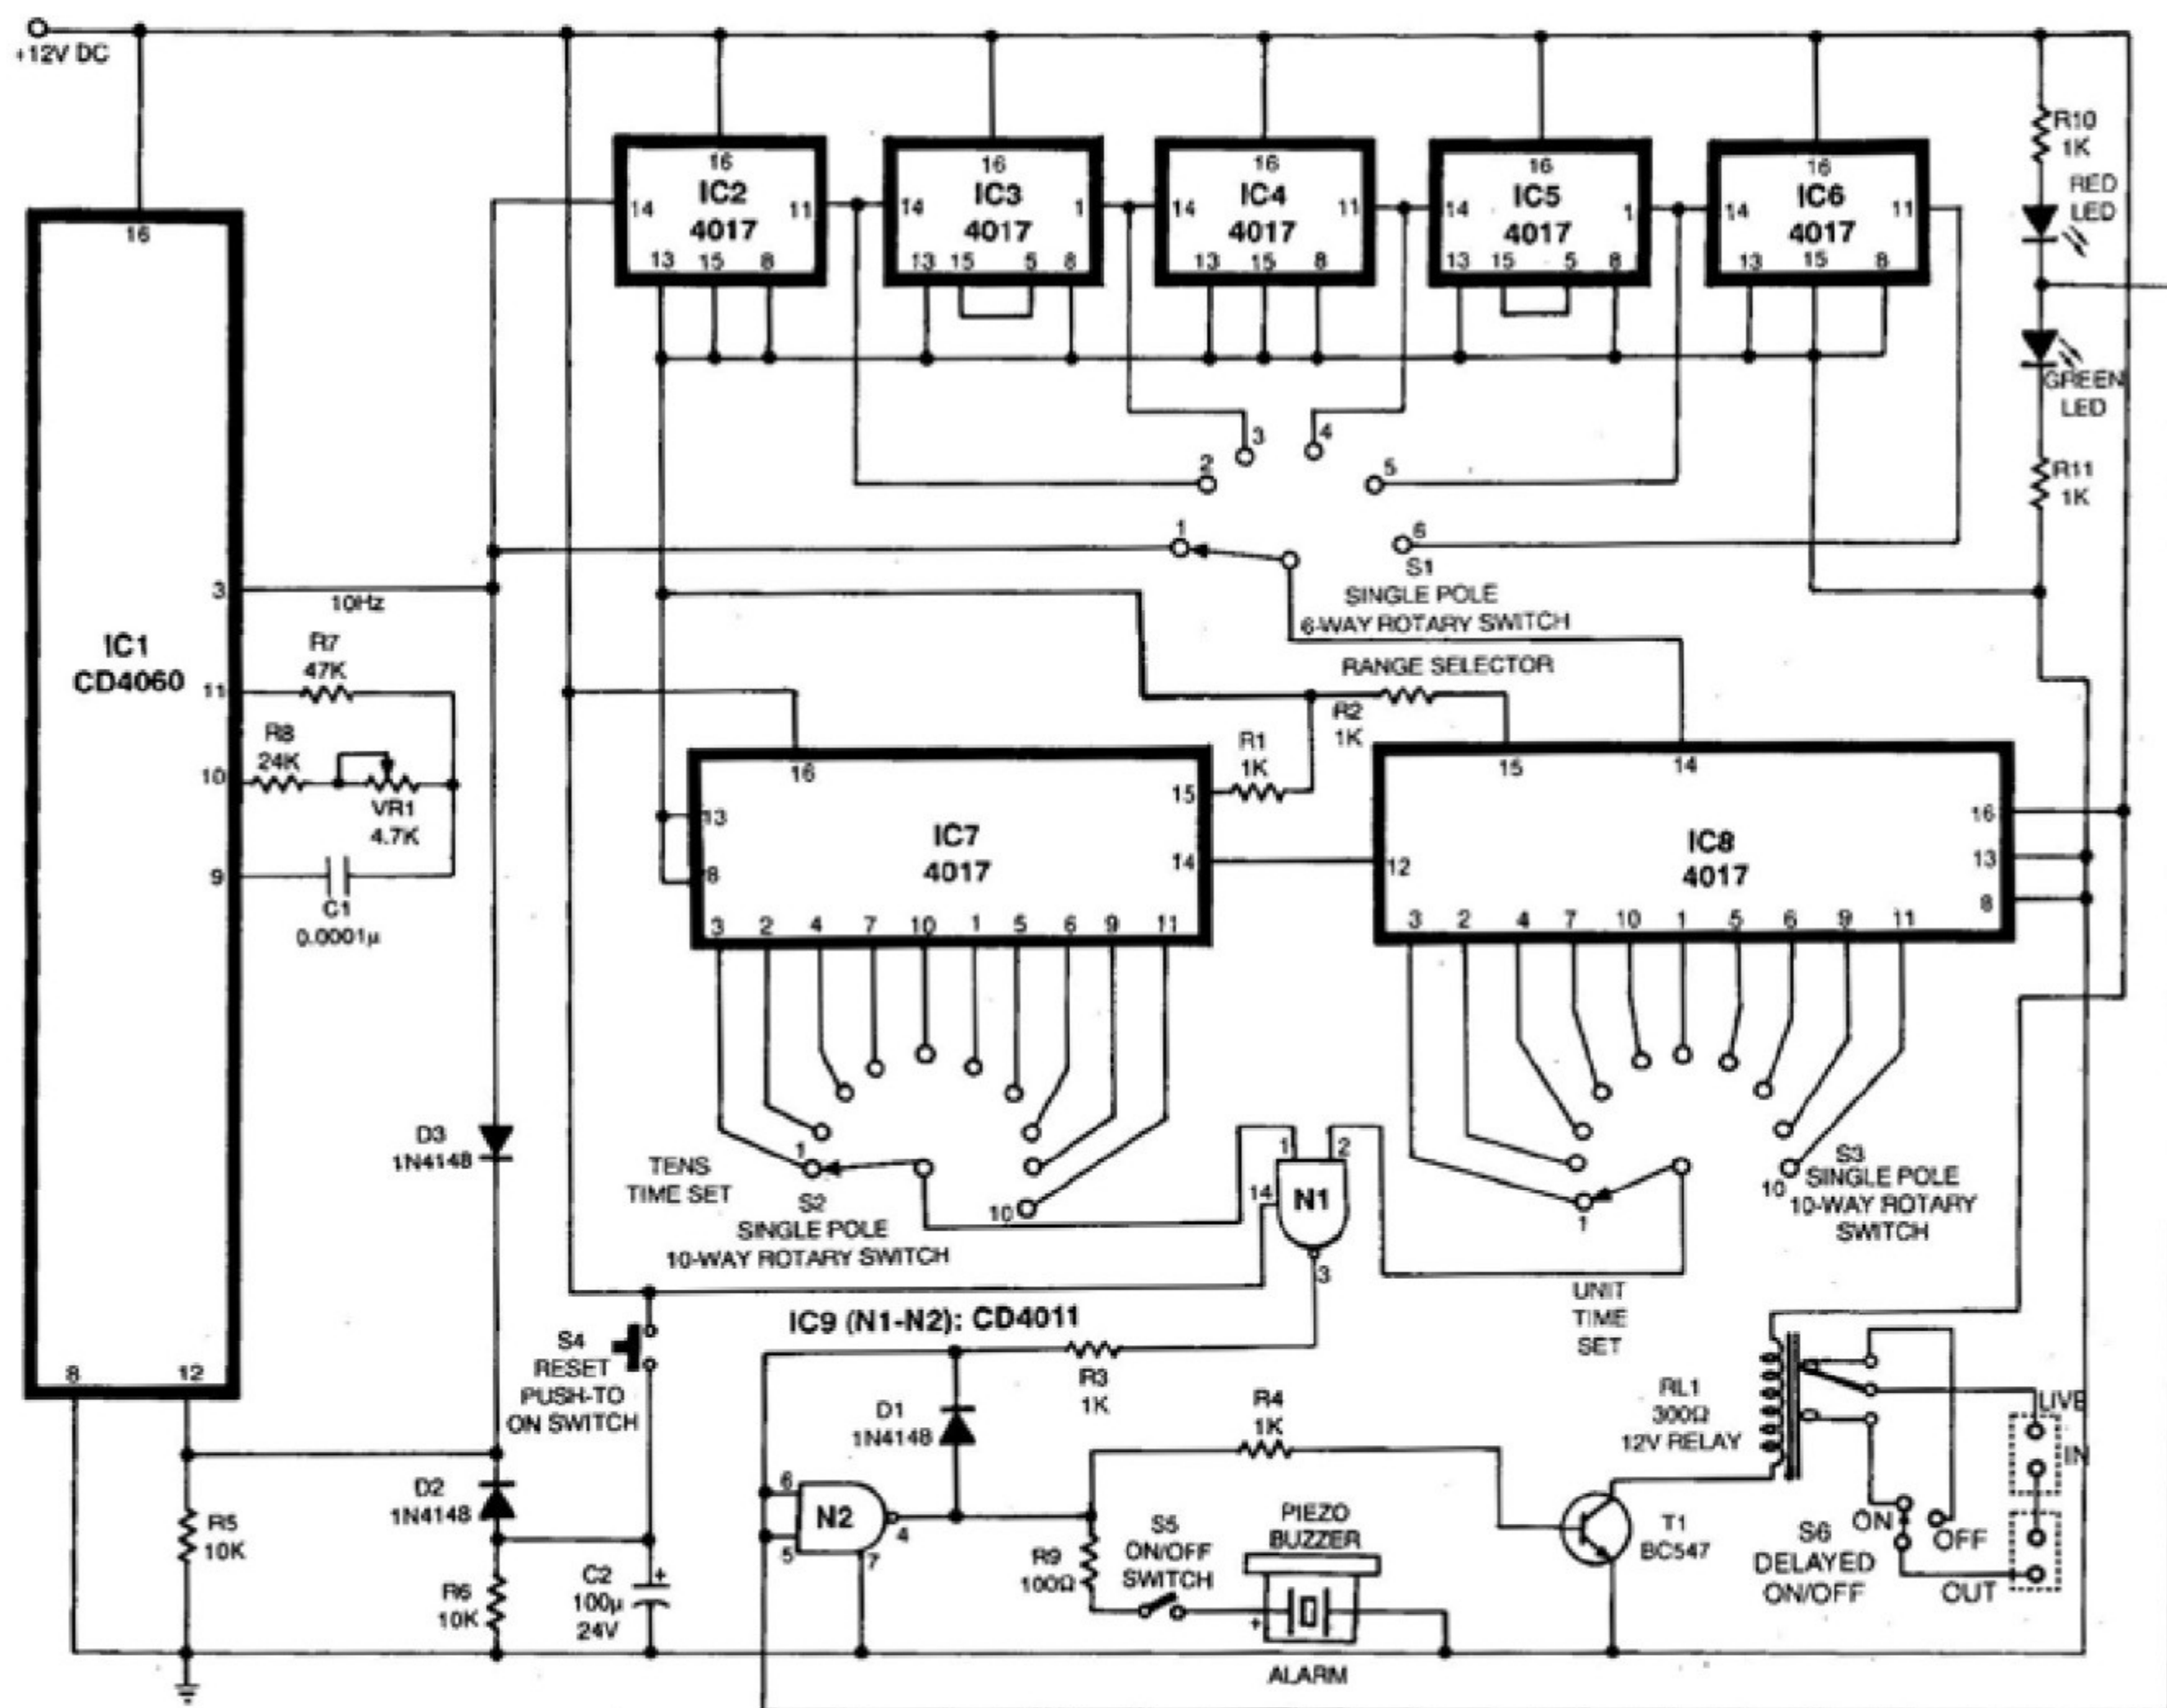 +12V DC
16
IC1
CD4060
3
11
10
9
8
12
10Hz
R7
47K
R8
24K
VR1
4.7K
C1
0.0001µ
16
IC2
4017
14
11
13
15
8
16
IC3
4017
14
1
13
15
5
8
16
IC4
4017
14
11
13
15
8
16
IC5
4017
14
1
13
15
5
8
16
IC6
4017
14
11
13
15
8
R10
1K
RED
LED
GREEN
LED
R11
1K
1
2
3
4
5
6
S1
SINGLE POLE
6-WAY ROTARY SWITCH
RANGE SELECTOR
R2
1K
R1
1K
16
15
13
IC7
4017
8
14
3
2
4
7
10
1
5
6
9
11
15
14
16
IC8
4017
13
12
8
3
2
4
7
10
1
5
6
9
11
D3
1N4148
TENS
TIME SET
1
10
S2
SINGLE POLE
10-WAY ROTARY SWITCH
1
2
14
N1
3
1
10
S3
SINGLE POLE
10-WAY ROTARY
SWITCH
UNIT
TIME
SET
IC9 (N1-N2): CD4011
S4
RESET
PUSH-TO
ON SWITCH
R3
1K
D1
1N4148
R4
1K
RL1
300Ω
12V RELAY
LIVE
IN
D2
1N4148
R5
10K
R6
10K
C2
100µ
24V
+
6
N2
4
5
7
R9
100Ω
S5
ON/OFF
SWITCH
PIEZO
BUZZER
+
ALARM
T1
BC547
ON
OFF
S6
DELAYED
ON/OFF
OUT